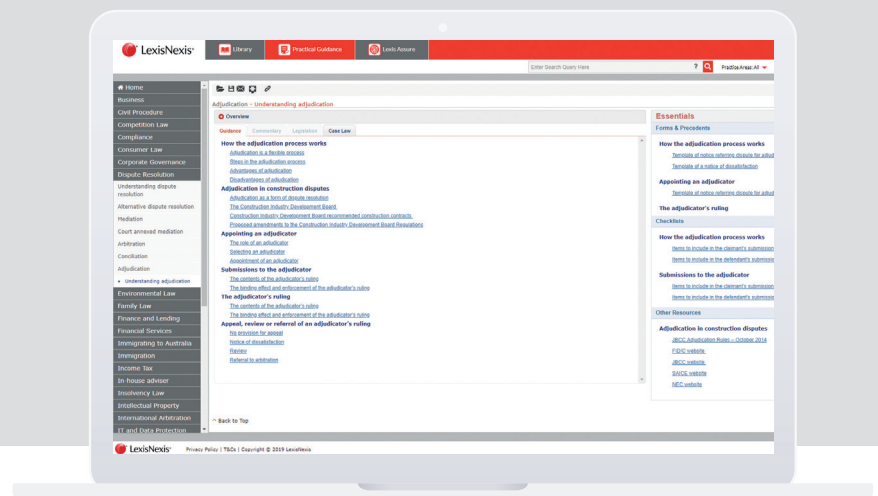 LexisNexis®
Library
Practical Guidance
Lexis Assure
Enter Search Query Here
?
Practice Areas: All
Home
Business
Civil Procedure
Competition Law
Compliance
Consumer Law
Corporate Governance
Dispute Resolution
Understanding dispute
resolution
Alternative dispute resolution
Mediation
Court annexed mediation
Arbitration
Conciliation
Adjudication
Understanding adjudication
Environmental Law
Family Law
Finance and Lending
Financial Services
Immigrating to Australia
Immigration
Income Tax
In-house adviser
Insolvency Law
Intellectual Property
International Arbitration
IT and Data Protection
Adjudication - Understanding adjudication
Overview
Guidance Commentary Legislation Case Law
How the adjudication process works
Adjudication is a flexible process
Steps in the adjudication process
Advantages of adjudication
Disadvantages of adjudication
Adjudication in construction disputes
Adjudication as a form of dispute resolution
The Construction Industry Development Board
Construction Industry Development Board recommended construction contracts
Proposed amendments to the Construction Industry Development Board Regulations
Appointing an adjudicator
The role of an adjudicator
Selecting an adjudicator
Appointment of an adjudicator
Submissions to the adjudicator
The contents of the adjudicator's ruling
The binding effect and enforcement of the adjudicator's ruling
The adjudicator's ruling
The contents of the adjudicator's ruling
The binding effect and enforcement of the adjudicator's ruling
Appeal, review or referral of an adjudicator's ruling
No provision for appeal
Notice of dissatisfaction
Review
Referral to arbitration
Back to Top
Essentials
Forms & Precedents
How the adjudication process works
Template of notice referring dispute for adjud
Template of a notice of dissatisfaction
Appointing an adjudicator
Template of notice referring dispute for adjud
The adjudicator's ruling
Checklists
How the adjudication process works
Items to include in the claimant's submission
Items to include in the defendant's submissio
Submissions to the adjudicator
Items to include in the claimant's submission
Items to include in the defendant's submissio
Other Resources
Adjudication in construction disputes
JBCC Adjudication Rules – October 2014
FIDIC website
JBCC website
SAICE website
NEC website
LexisNexis®
Privacy Policy | T&Cs | Copyright © 2019 LexisNexis